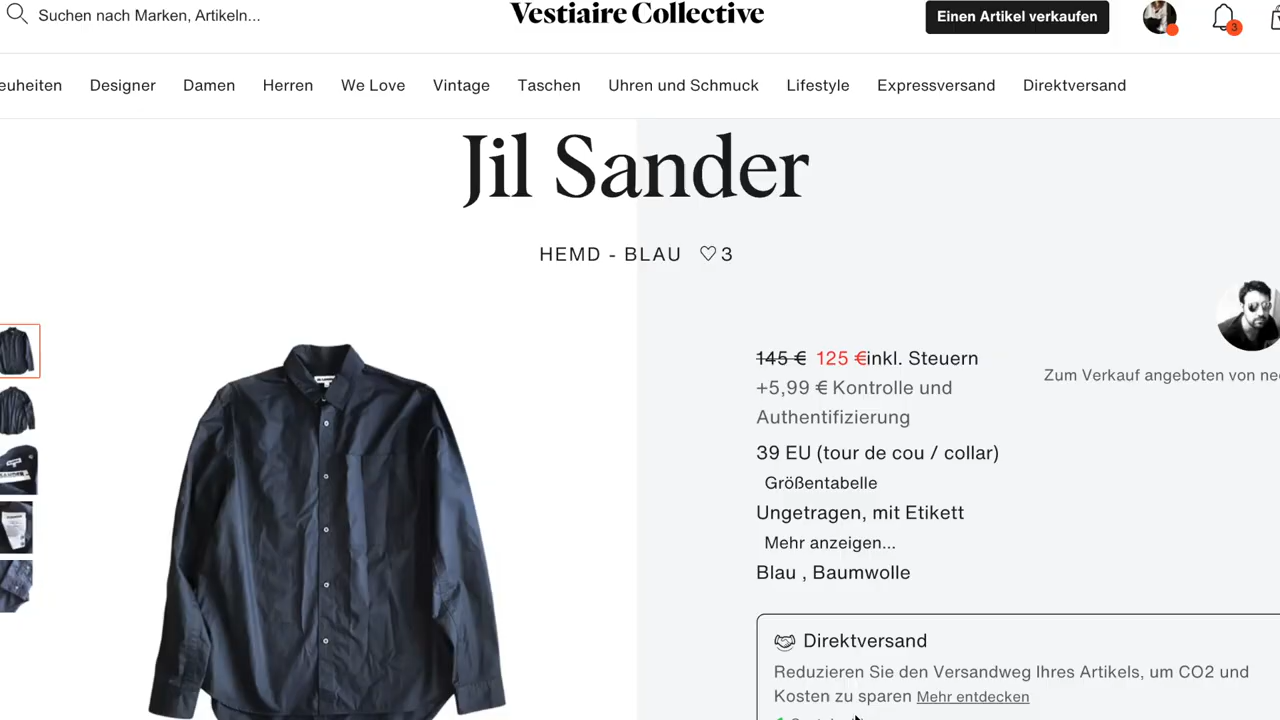 Suchen nach Marken, Artikeln...
Vestiaire Collective
Einen Artikel verkaufen
3
euheiten Designer Damen Herren We Love Vintage Taschen Uhren und Schmuck Lifestyle Expressversand Direktversand
Jil Sander
HEMD - BLAU ♡ 3
145 € 125 €inkl. Steuern
+5,99 € Kontrolle und
Authentifizierung
Zum Verkauf angeboten von
39 EU (tour de cou / collar)
Größentabelle
Ungetragen, mit Etikett
Mehr anzeigen...
Blau , Baumwolle
Direktversand
Reduzieren Sie den Versandweg Ihres Artikels, um CO2 und
Kosten zu sparen Mehr entdecken